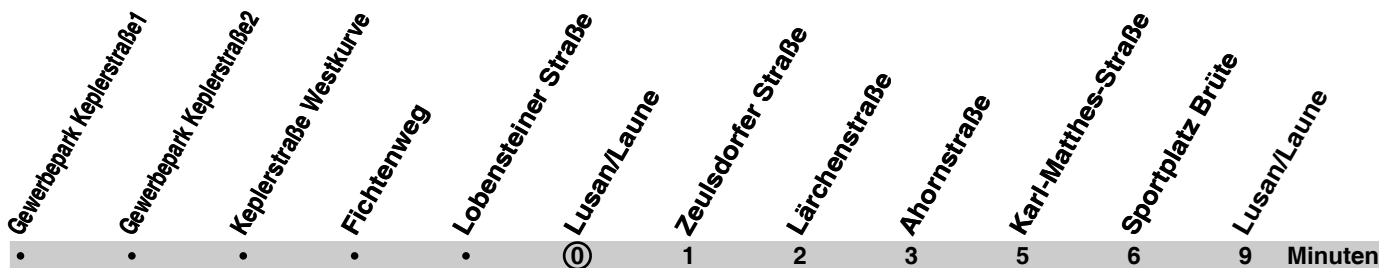 Gewerbepark Keplerstraße1
Gewerbepark Keplerstraße2
Keplerstraße Westkurve
Fichtenweg
Lobensteiner Straße
Lusan/Laune
Zeulsdorfer Straße
Lärchenstraße
Ahornstraße
Karl-Matthes-Straße
Sportplatz Brüte
Lusan/Laune
• • • • • 0 1 2 3 5 6 9 Minuten